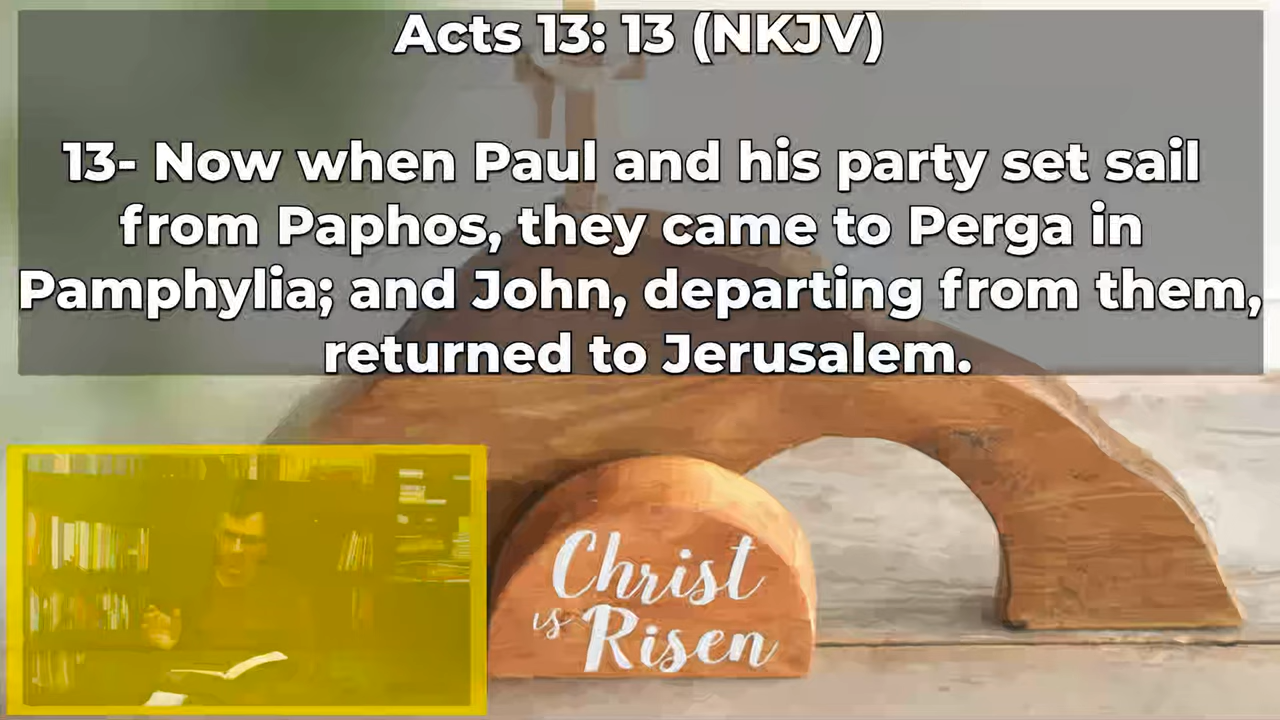 Acts 13: 13 (NKJV)
13- Now when Paul and his party set sail
from Paphos, they came to Perga in
Pamphylia; and John, departing from them,
returned to Jerusalem.
Christ
is Risen